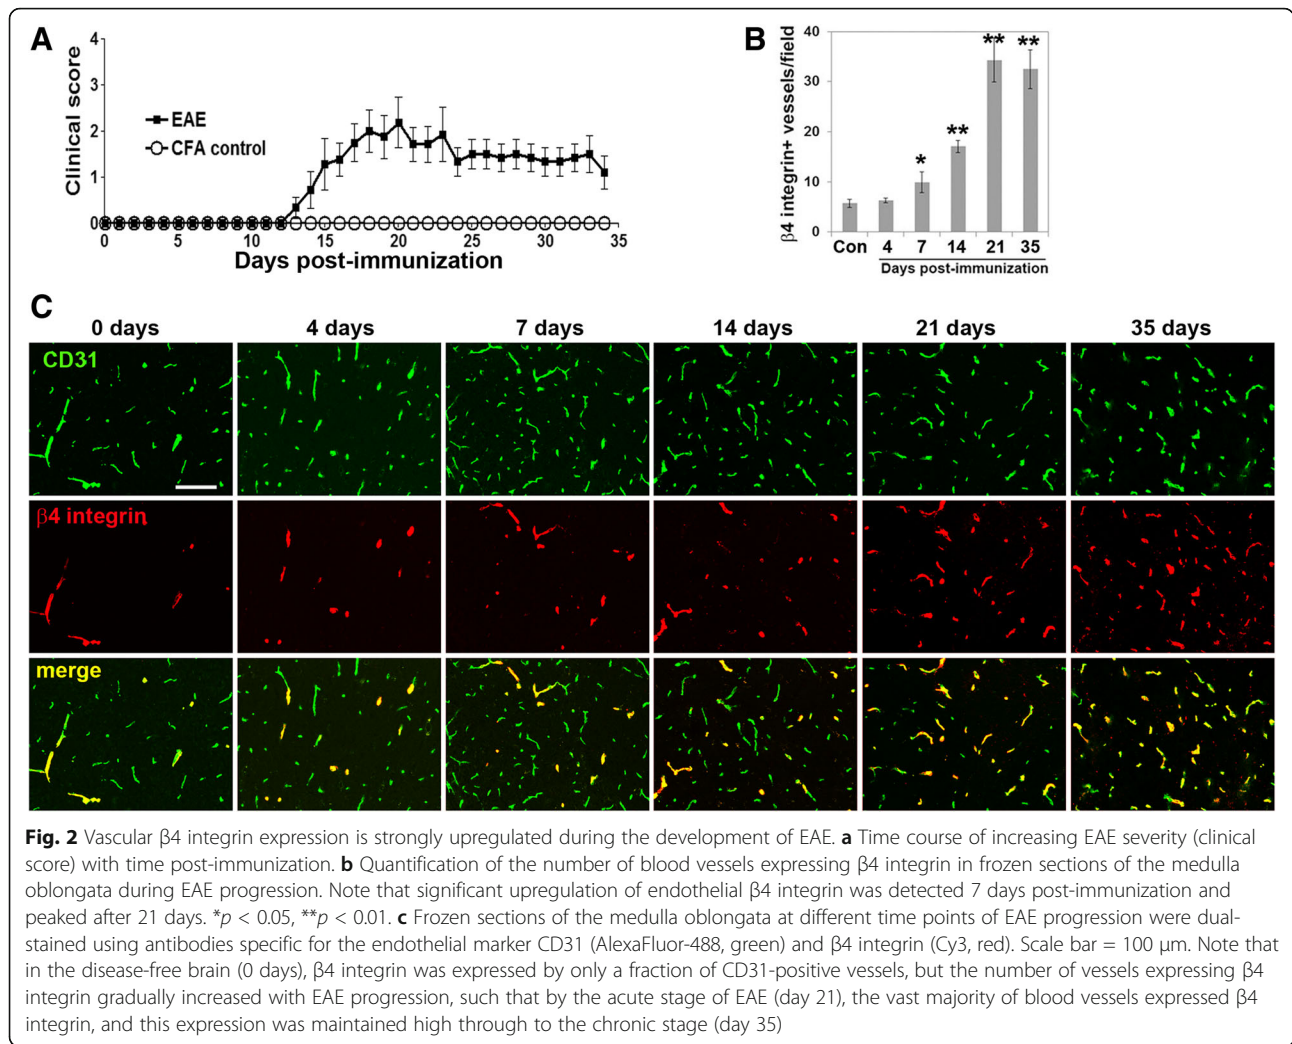 A
4
3
2
1
0
Clinical score
EAE
CFA control
0 5 10 15 20 25 30 35
Days post-immunization
B
40
30
20
10
0
β4 integrin+ vessels/field
* ** ** **
Con 4 7 14 21 35
Days post-immunization
C
0 days 4 days 7 days 14 days 21 days 35 days
CD31
β4 integrin
merge
Fig. 2 Vascular β4 integrin expression is strongly upregulated during the development of EAE. a Time course of increasing EAE severity (clinical
score) with time post-immunization. b Quantification of the number of blood vessels expressing β4 integrin in frozen sections of the medulla
oblongata during EAE progression. Note that significant upregulation of endothelial β4 integrin was detected 7 days post-immunization and
peaked after 21 days. *p < 0.05, **p < 0.01. c Frozen sections of the medulla oblongata at different time points of EAE progression were dual-
stained using antibodies specific for the endothelial marker CD31 (AlexaFluor-488, green) and β4 integrin (Cy3, red). Scale bar = 100 μm. Note that
in the disease-free brain (0 days), β4 integrin was expressed by only a fraction of CD31-positive vessels, but the number of vessels expressing β4
integrin gradually increased with EAE progression, such that by the acute stage of EAE (day 21), the vast majority of blood vessels expressed β4
integrin, and this expression was maintained high through to the chronic stage (day 35)